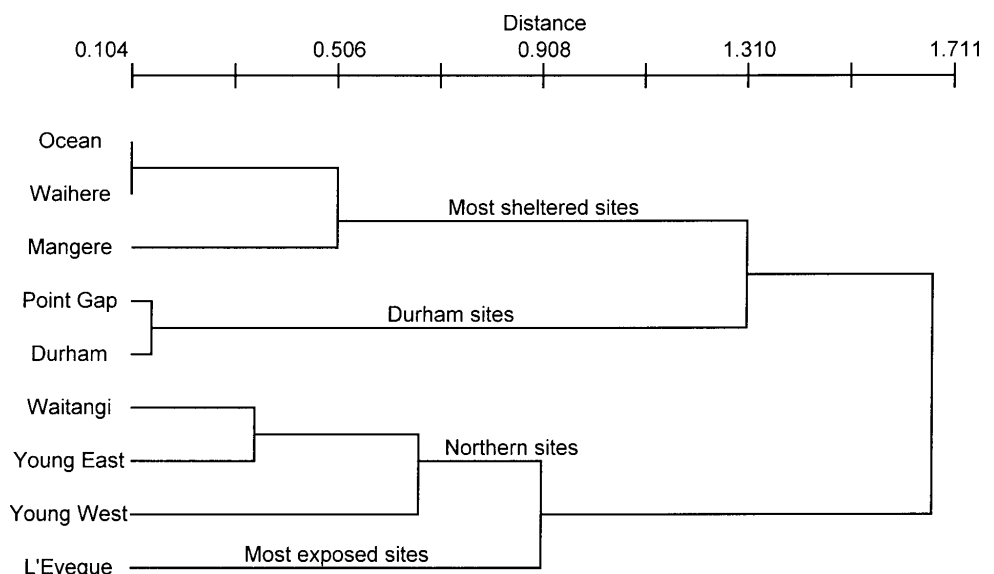 Distance
0.104 0.506 0.908 1.310 1.711
Ocean
Waihere
Most sheltered sites
Mangere
Point Gap
Durham sites
Durham
Waitangi
Northern sites
Young East
Young West
Most exposed sites
L'Eveque